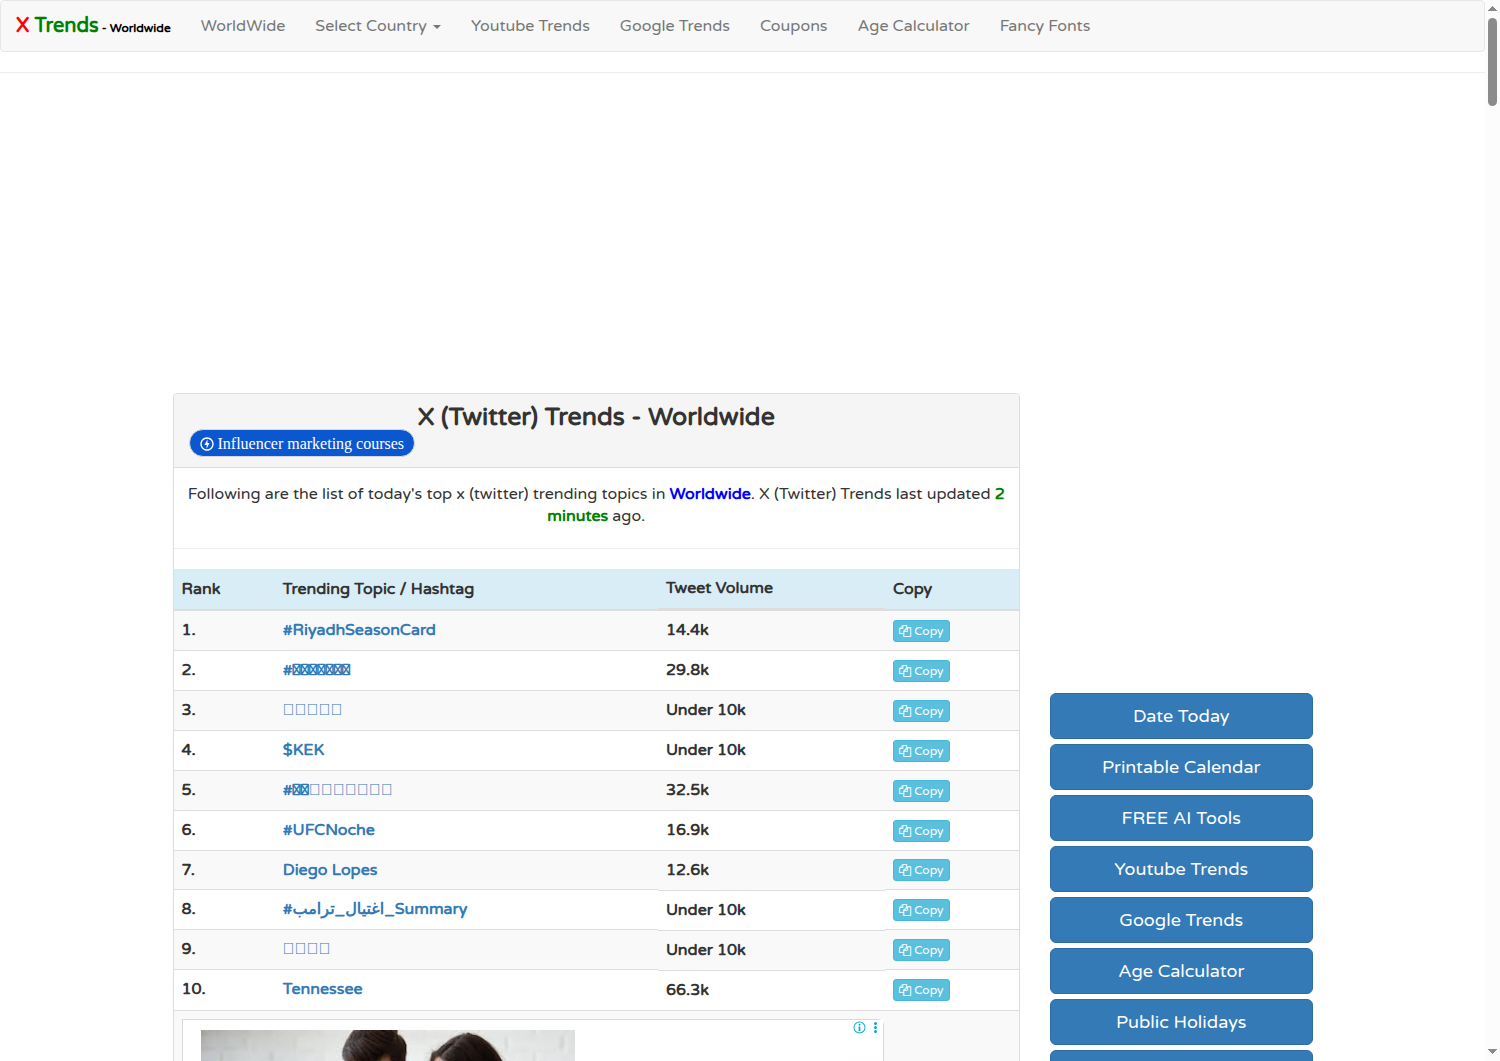 X Trends - Worldwide
WorldWide
Select Country
Youtube Trends
Google Trends
Coupons
Age Calculator
Fancy Fonts
X (Twitter) Trends - Worldwide
Influencer marketing courses
Following are the list of today's top x (twitter) trending topics in Worldwide. X (Twitter) Trends last updated 2
minutes ago.
Rank Trending Topic / Hashtag Tweet Volume Copy
1. #RiyadhSeasonCard 14.4k Copy
2. # 29.8k Copy
3. Under 10k Copy
4. $KEK Under 10k Copy
5. # 32.5k Copy
6. #UFCNoche 16.9k Copy
7. Diego Lopes 12.6k Copy
8. #اغتيال_ترامب_Summary Under 10k Copy
9. Under 10k Copy
10. Tennessee 66.3k Copy
Date Today
Printable Calendar
FREE AI Tools
Youtube Trends
Google Trends
Age Calculator
Public Holidays